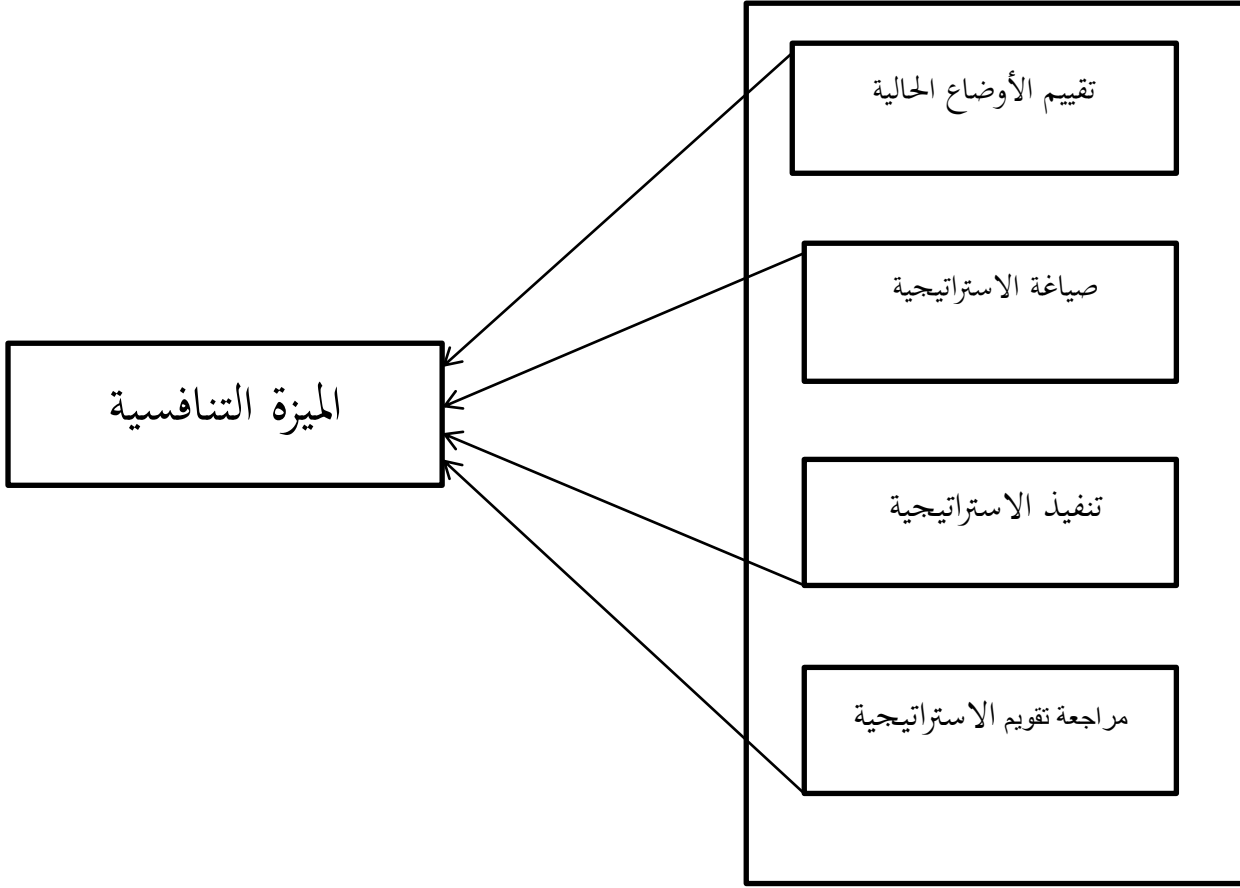 تقييم الأوضاع الحالية
صياغة الاستراتيجية
الميزة التنافسية
تنفيذ الاستراتيجية
مراجعة تقويم الاستراتيجية